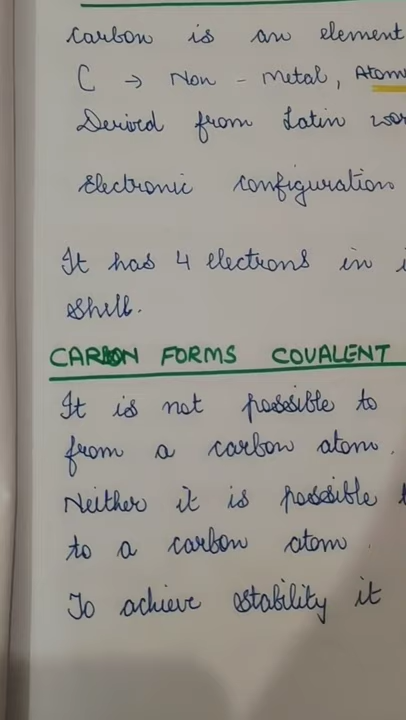 Carbon is an element
C → Non - Metal, Atom
Derived from Latin
Electronic configuration
It has 4 electrons in
shell.
CARBON FORMS COVALENT
It is not possible to
from a carbon atom.
Neither it is possible
to a carbon atom.
To achieve stability it